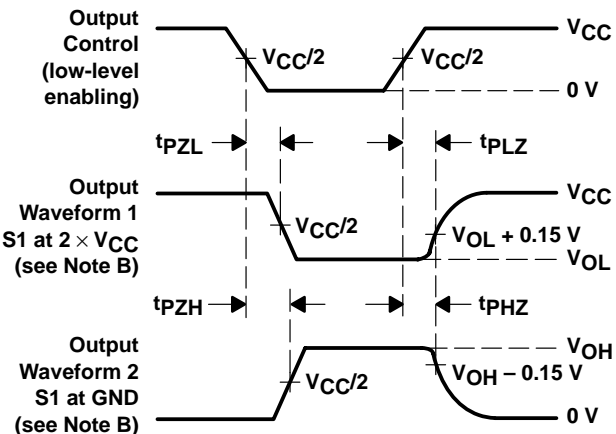 Output
Control
(low-level
enabling)
VCC/2
VCC/2
VCC
0 V
tPZL
tPLZ
Output
Waveform 1
S1 at 2 × VCC
(see Note B)
VCC/2
VCC
VOL + 0.15 V
VOL
tPZH
tPHZ
Output
Waveform 2
S1 at GND
(see Note B)
VCC/2
VOH
VOH – 0.15 V
0 V